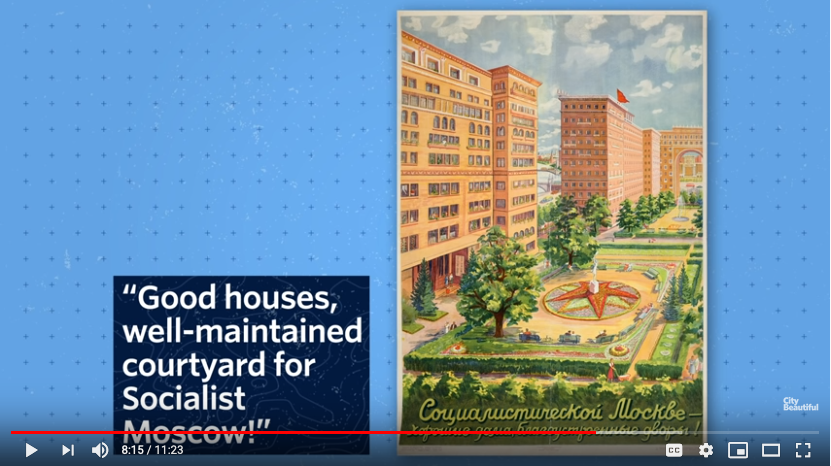 “Good houses,
well-maintained
courtyard for
Socialist
Moscow!”
Социалистической Москве–
хорошие дома, благоустроенные дворы!
City
Beautiful
8:15 / 11:23
CC